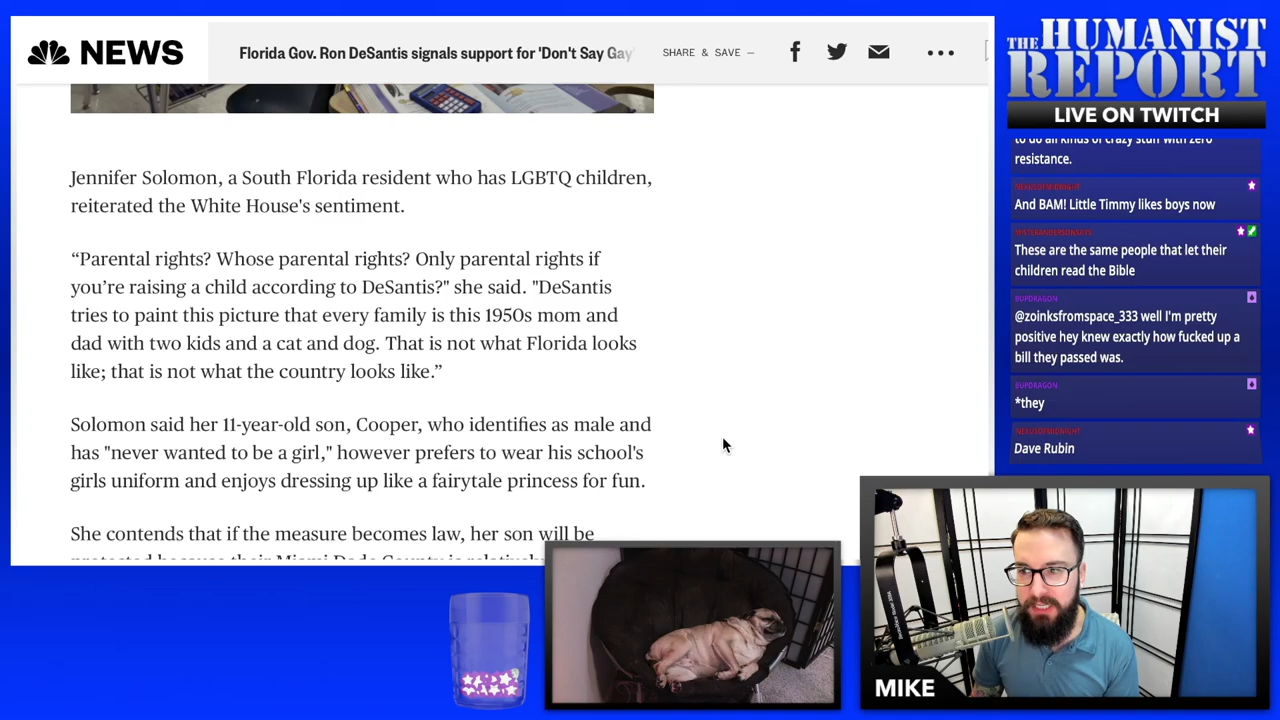 NEWS
Florida Gov. Ron DeSantis signals support for 'Don't Say Gay'
SHARE & SAVE —
Jennifer Solomon, a South Florida resident who has LGBTQ children,
reiterated the White House's sentiment.
“Parental rights? Whose parental rights? Only parental rights if
you’re raising a child according to DeSantis?" she said. "DeSantis
tries to paint this picture that every family is this 1950s mom and
dad with two kids and a cat and dog. That is not what Florida looks
like; that is not what the country looks like.”
Solomon said her 11-year-old son, Cooper, who identifies as male and
has "never wanted to be a girl," however prefers to wear his school's
girls uniform and enjoys dressing up like a fairytale princess for fun.
She contends that if the measure becomes law, her son will be
THE HUMANIST
REPORT
LIVE ON TWITCH
to do all kinds of crazy stuff with zero
resistance.
And BAM! Little Timmy likes boys now
These are the same people that let their
children read the Bible
BUPDRAGON
@zoinksfromspace_333 well I'm pretty
positive hey knew exactly how fucked up a
bill they passed was.
BUPDRAGON
*they
Dave Rubin
MIKE